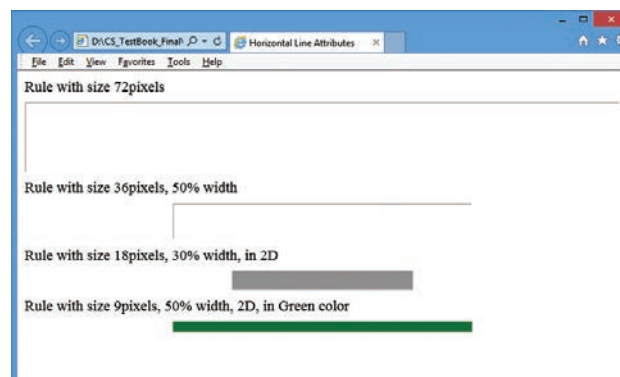 D:\CS_TestBook_Final\
Horizontal Line Attributes
File Edit View Favorites Tools Help
Rule with size 72pixels
Rule with size 36pixels, 50% width
Rule with size 18pixels, 30% width, in 2D
Rule with size 9pixels, 50% width, 2D, in Green color